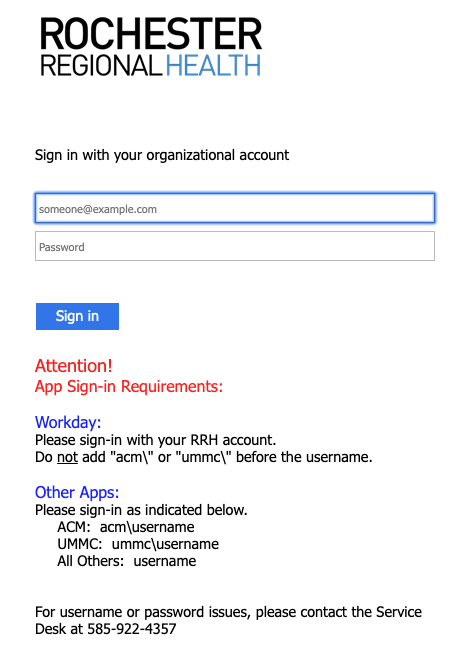 ROCHESTER
REGIONAL HEALTH
Sign in with your organizational account
someone@example.com
Password
Sign in
Attention!
App Sign-in Requirements:
Workday:
Please sign-in with your RRH account.
Do not add "acm\" or "ummc\" before the username.
Other Apps:
Please sign-in as indicated below.
ACM: acm\username
UMMC: ummc\username
All Others: username
For username or password issues, please contact the Service
Desk at 585-922-4357